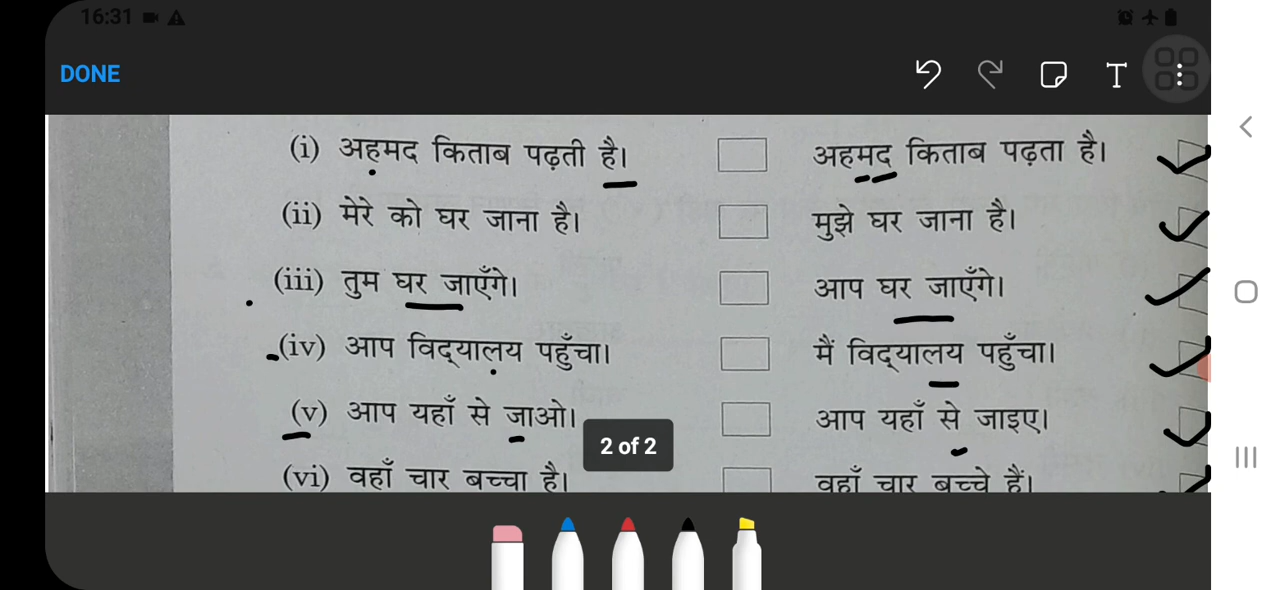 16:31
DONE
T
(i) अहमद किताब पढ़ती है। अहमद किताब पढ़ता है।
(ii) मेरे को घर जाना है। मुझे घर जाना है।
(iii) तुम घर जाएँगे। आप घर जाएँगे।
(iv) आप विद्यालय पहुँचा। मैं विद्यालय पहुँचा।
(v) आप यहाँ से जाओ। आप यहाँ से जाइए।
2 of 2
(vi) वहाँ चार बच्चा है। वहाँ चार बच्चे हैं।